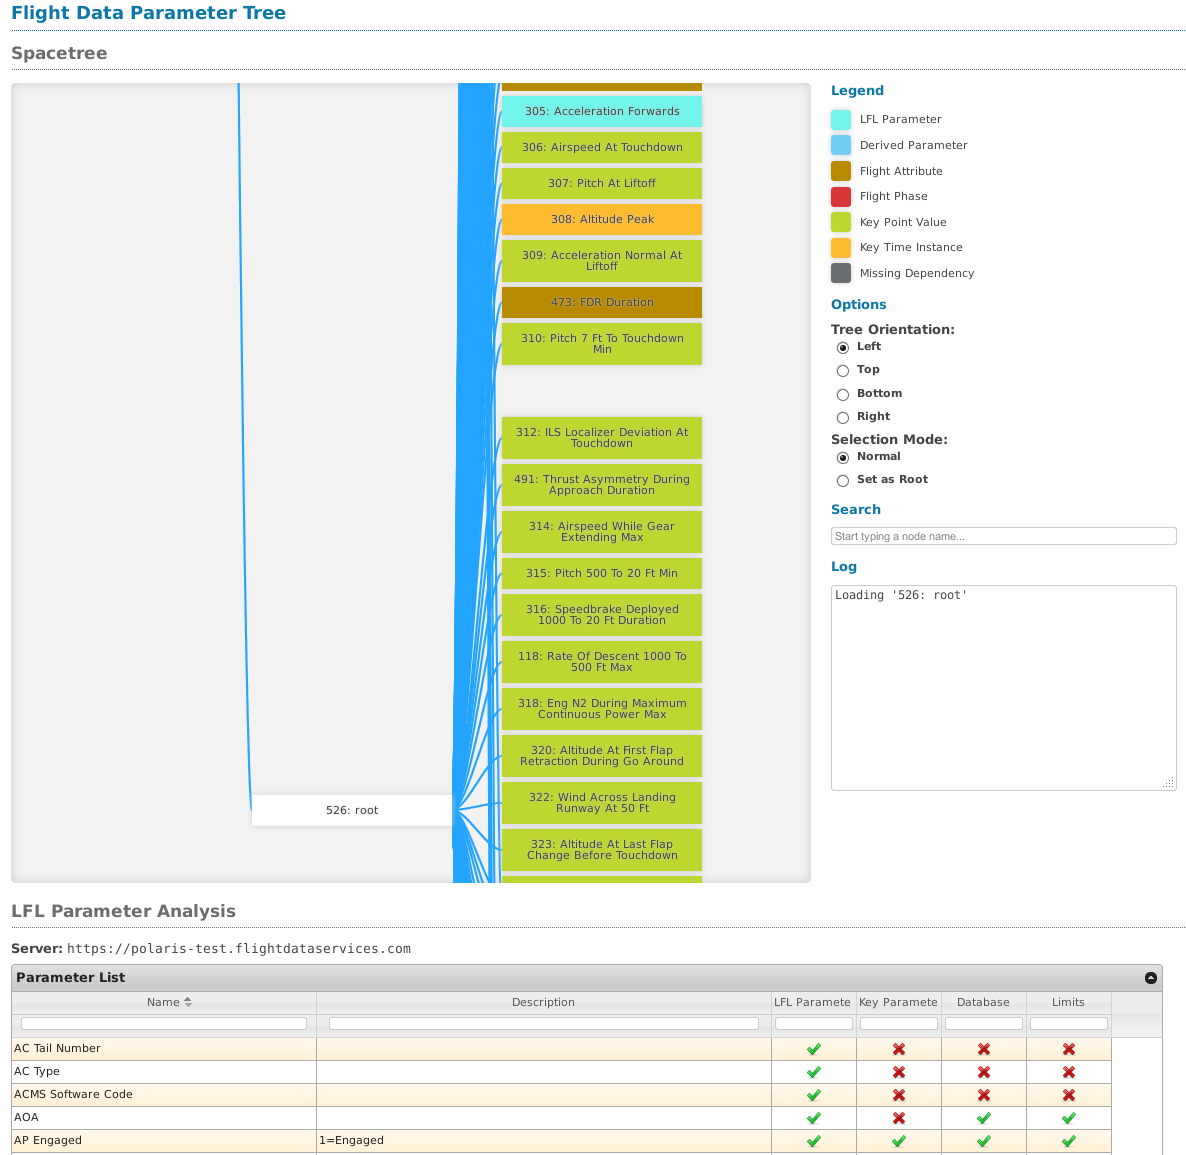 Flight Data Parameter Tree
Spacetree
305: Acceleration Forwards
306: Airspeed At Touchdown
307: Pitch At Liftoff
308: Altitude Peak
309: Acceleration Normal At
Liftoff
473: FDR Duration
310: Pitch 7 Ft To Touchdown
Min
312: ILS Localizer Deviation At
Touchdown
491: Thrust Asymmetry During
Approach Duration
314: Airspeed While Gear
Extending Max
315: Pitch 500 To 20 Ft Min
316: Speedbrake Deployed
1000 To 20 Ft Duration
118: Rate Of Descent 1000 To
500 Ft Max
318: Eng N2 During Maximum
Continuous Power Max
320: Altitude At First Flap
Retraction During Go Around
322: Wind Across Landing
Runway At 50 Ft
323: Altitude At Last Flap
Change Before Touchdown
526: root
Legend
LFL Parameter
Derived Parameter
Flight Attribute
Flight Phase
Key Point Value
Key Time Instance
Missing Dependency
Options
Tree Orientation:
Left
Top
Bottom
Right
Selection Mode:
Normal
Set as Root
Search
Start typing a node name...
Log
Loading '526: root'
LFL Parameter Analysis
Server: https://polaris-test.flightdataservices.com
Parameter List
Name Description LFL Paramete Key Paramete Database Limits
AC Tail Number
AC Type
ACMS Software Code
AOA
AP Engaged 1=Engaged